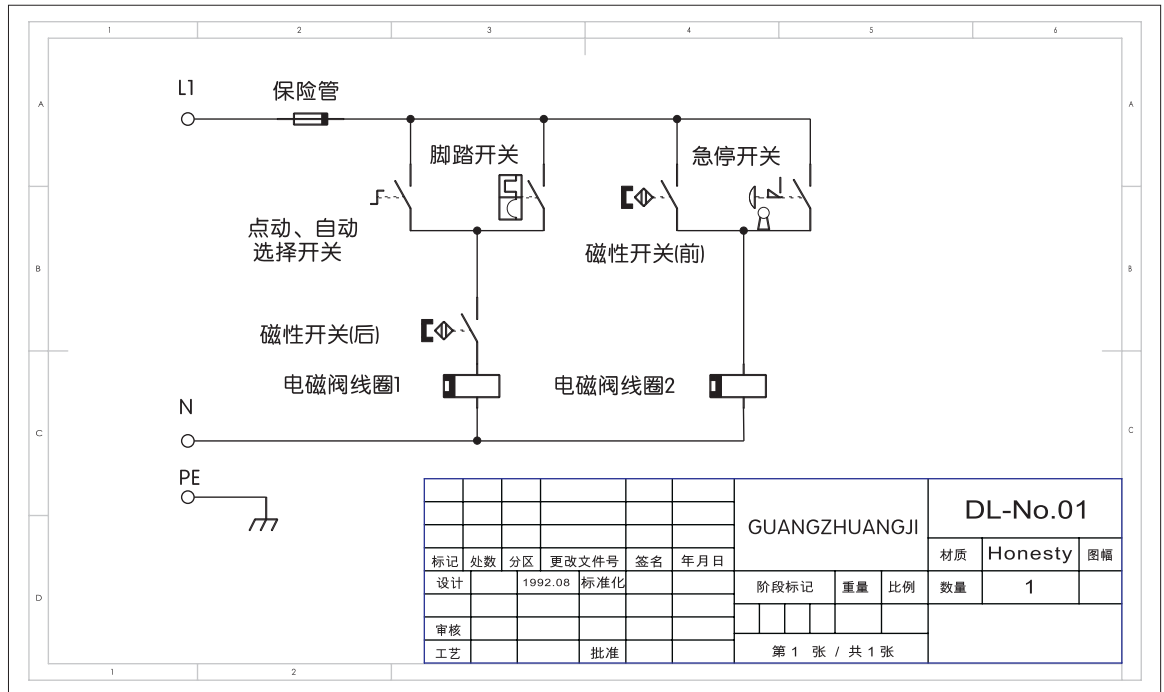 1 2 3 4 5 6
A A
L1 保险管
脚踏开关 急停开关
点动、自动
选择开关
磁性开关(前)
B B
磁性开关(后)
电磁阀线圈1 电磁阀线圈2
N
C C
PE
GUANGZHUANGJI DL-No.01
标记 处数 分区 更改文件号 签名 年月日 材质 Honesty 图幅
设计 1992.08 标准化 阶段标记 重量 比例 数量 1
D D
审核
工艺 批准 第1 张 / 共1张
1 2